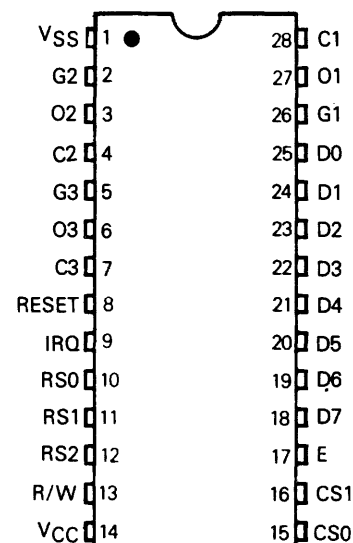 VSS 1 28 C1
G2 2 27 O1
O2 3 26 G1
C2 4 25 D0
G3 5 24 D1
O3 6 23 D2
C3 7 22 D3
RESET 8 21 D4
IRQ 9 20 D5
RS0 10 19 D6
RS1 11 18 D7
RS2 12 17 E
R/W 13 16 CS1
VCC 14 15 CS0